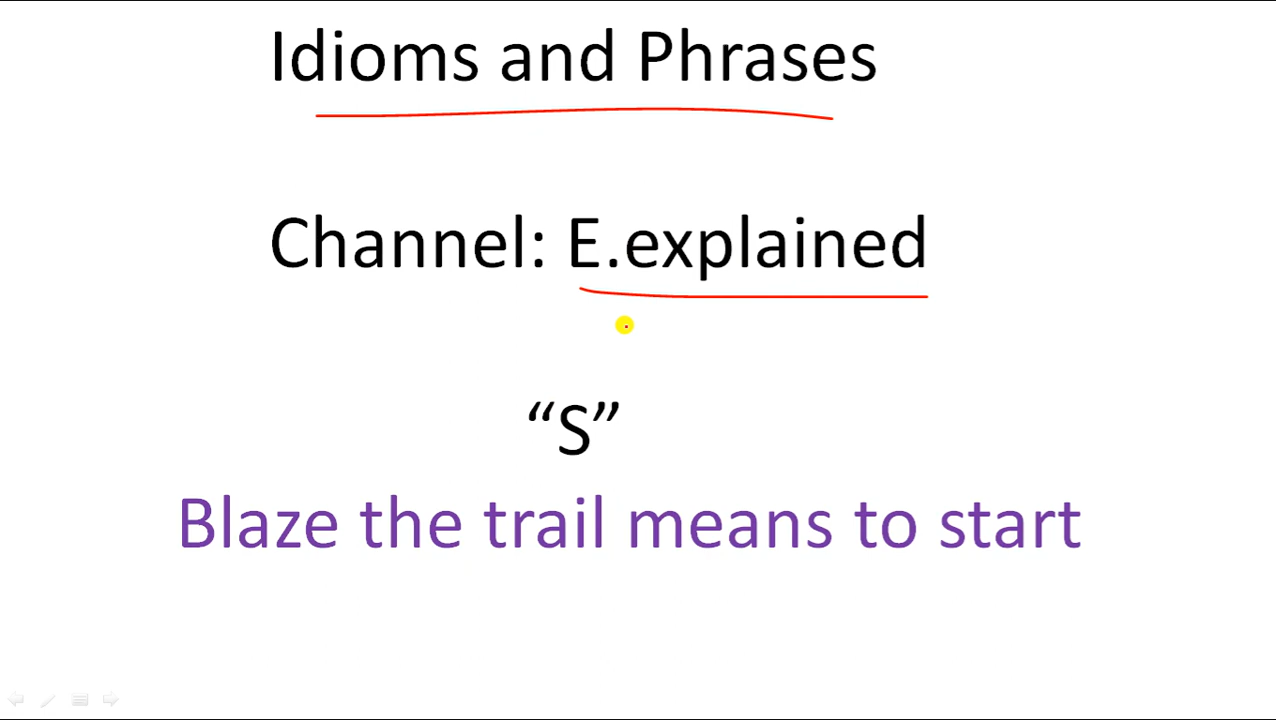 Idioms and Phrases
Channel: E.explained
“S”
Blaze the trail means to start